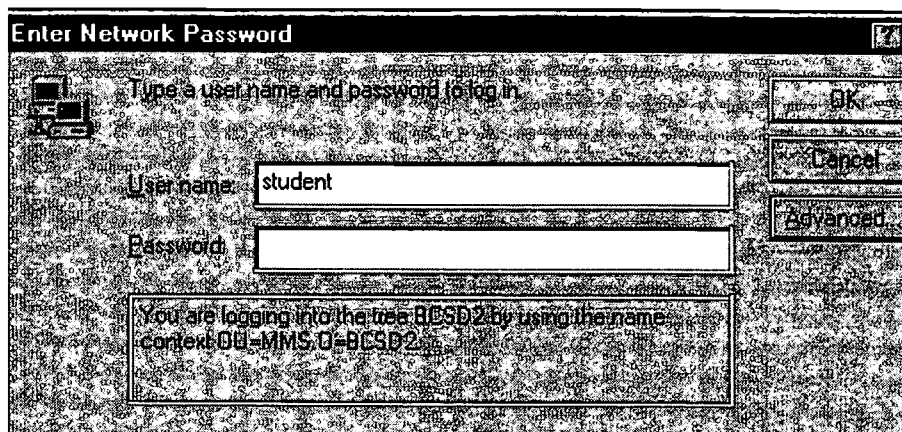 Enter Network Password
Type a user name and password to log in.
OK
Cancel
User name: student
Advanced...
Password:
You are logging into the tree BCSD2 by using the name
context OU=MMS.O=BCSD2.